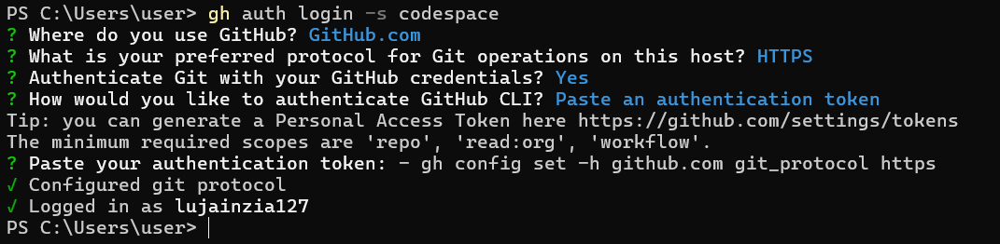 PS C:\Users\user> gh auth login -s codespace
? Where do you use GitHub? GitHub.com
? What is your preferred protocol for Git operations on this host? HTTPS
? Authenticate Git with your GitHub credentials? Yes
? How would you like to authenticate GitHub CLI? Paste an authentication token
Tip: you can generate a Personal Access Token here https://github.com/settings/tokens
The minimum required scopes are 'repo', 'read:org', 'workflow'.
? Paste your authentication token: - gh config set -h github.com git_protocol https
✓ Configured git protocol
✓ Logged in as lujainzia127
PS C:\Users\user>